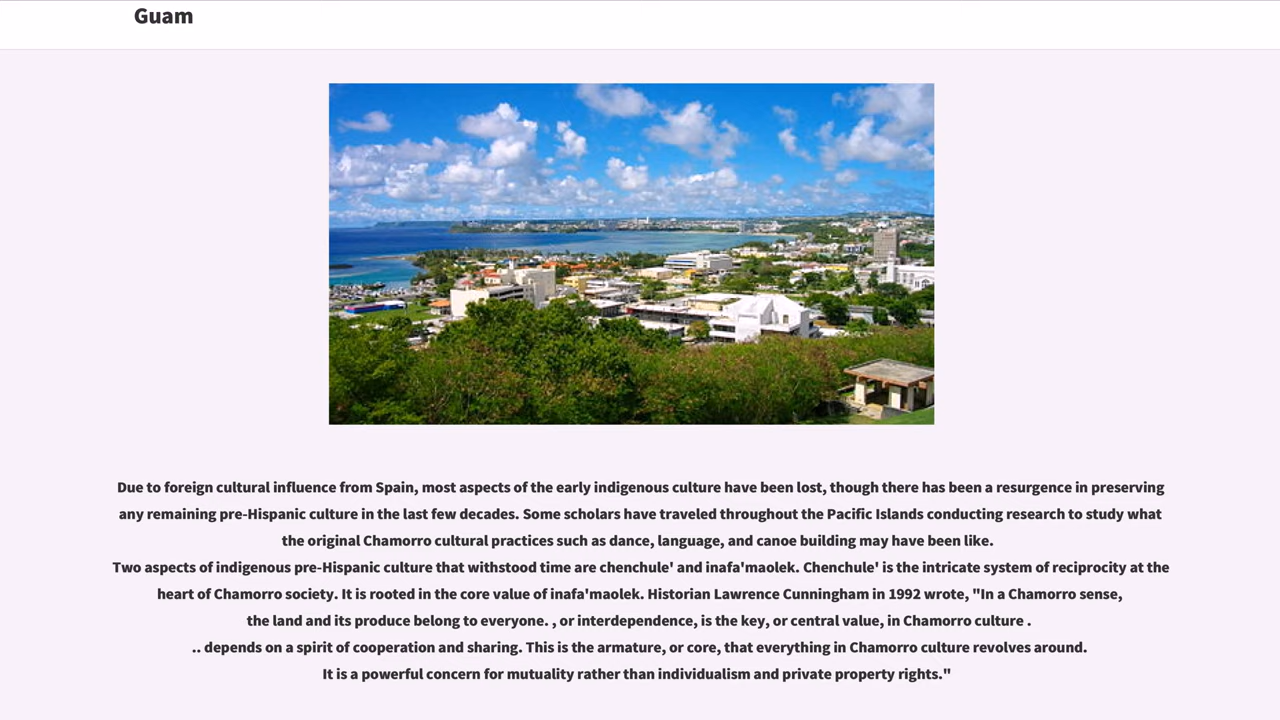 Guam
Due to foreign cultural influence from Spain, most aspects of the early indigenous culture have been lost, though there has been a resurgence in preserving
any remaining pre-Hispanic culture in the last few decades. Some scholars have traveled throughout the Pacific Islands conducting research to study what
the original Chamorro cultural practices such as dance, language, and canoe building may have been like.
Two aspects of indigenous pre-Hispanic culture that withstood time are chenchule' and inafa'maolek. Chenchule' is the intricate system of reciprocity at the
heart of Chamorro society. It is rooted in the core value of inafa'maolek. Historian Lawrence Cunningham in 1992 wrote, "In a Chamorro sense,
the land and its produce belong to everyone. , or interdependence, is the key, or central value, in Chamorro culture .
.. depends on a spirit of cooperation and sharing. This is the armature, or core, that everything in Chamorro culture revolves around.
It is a powerful concern for mutuality rather than individualism and private property rights."